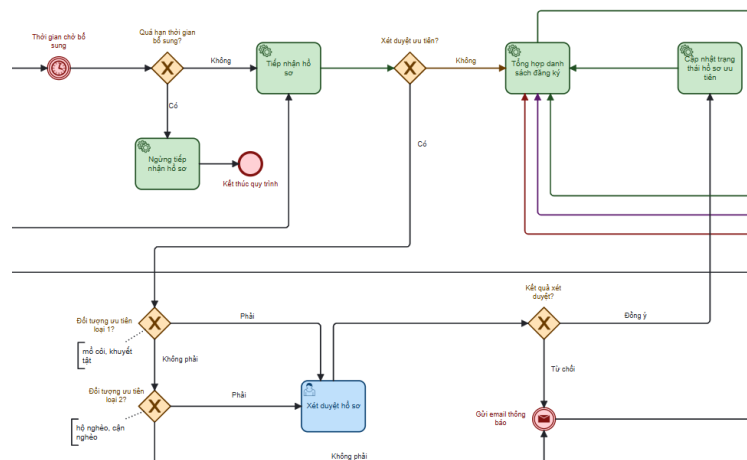 Thời gian chờ bổ
sung
Quá hạn thời gian
bổ sung?
Không
Tiếp nhận hồ
sơ
Xét duyệt ưu tiên?
Không
Tổng hợp danh
sách đăng ký
Cập nhật trạng
thái hồ sơ ưu
tiên
Có
Có
Ngừng tiếp
nhận hồ sơ
Kết thúc quy trình
Kết quả xét
duyệt?
Đối tượng ưu tiên
loại 1?
Phải
Đồng ý
mồ côi, khuyết
tật
Không phải
Từ chối
Đối tượng ưu tiên
loại 2?
Phải
Xét duyệt hồ sơ
Gửi email thông
báo
hộ nghèo, cận
nghèo
Không phải